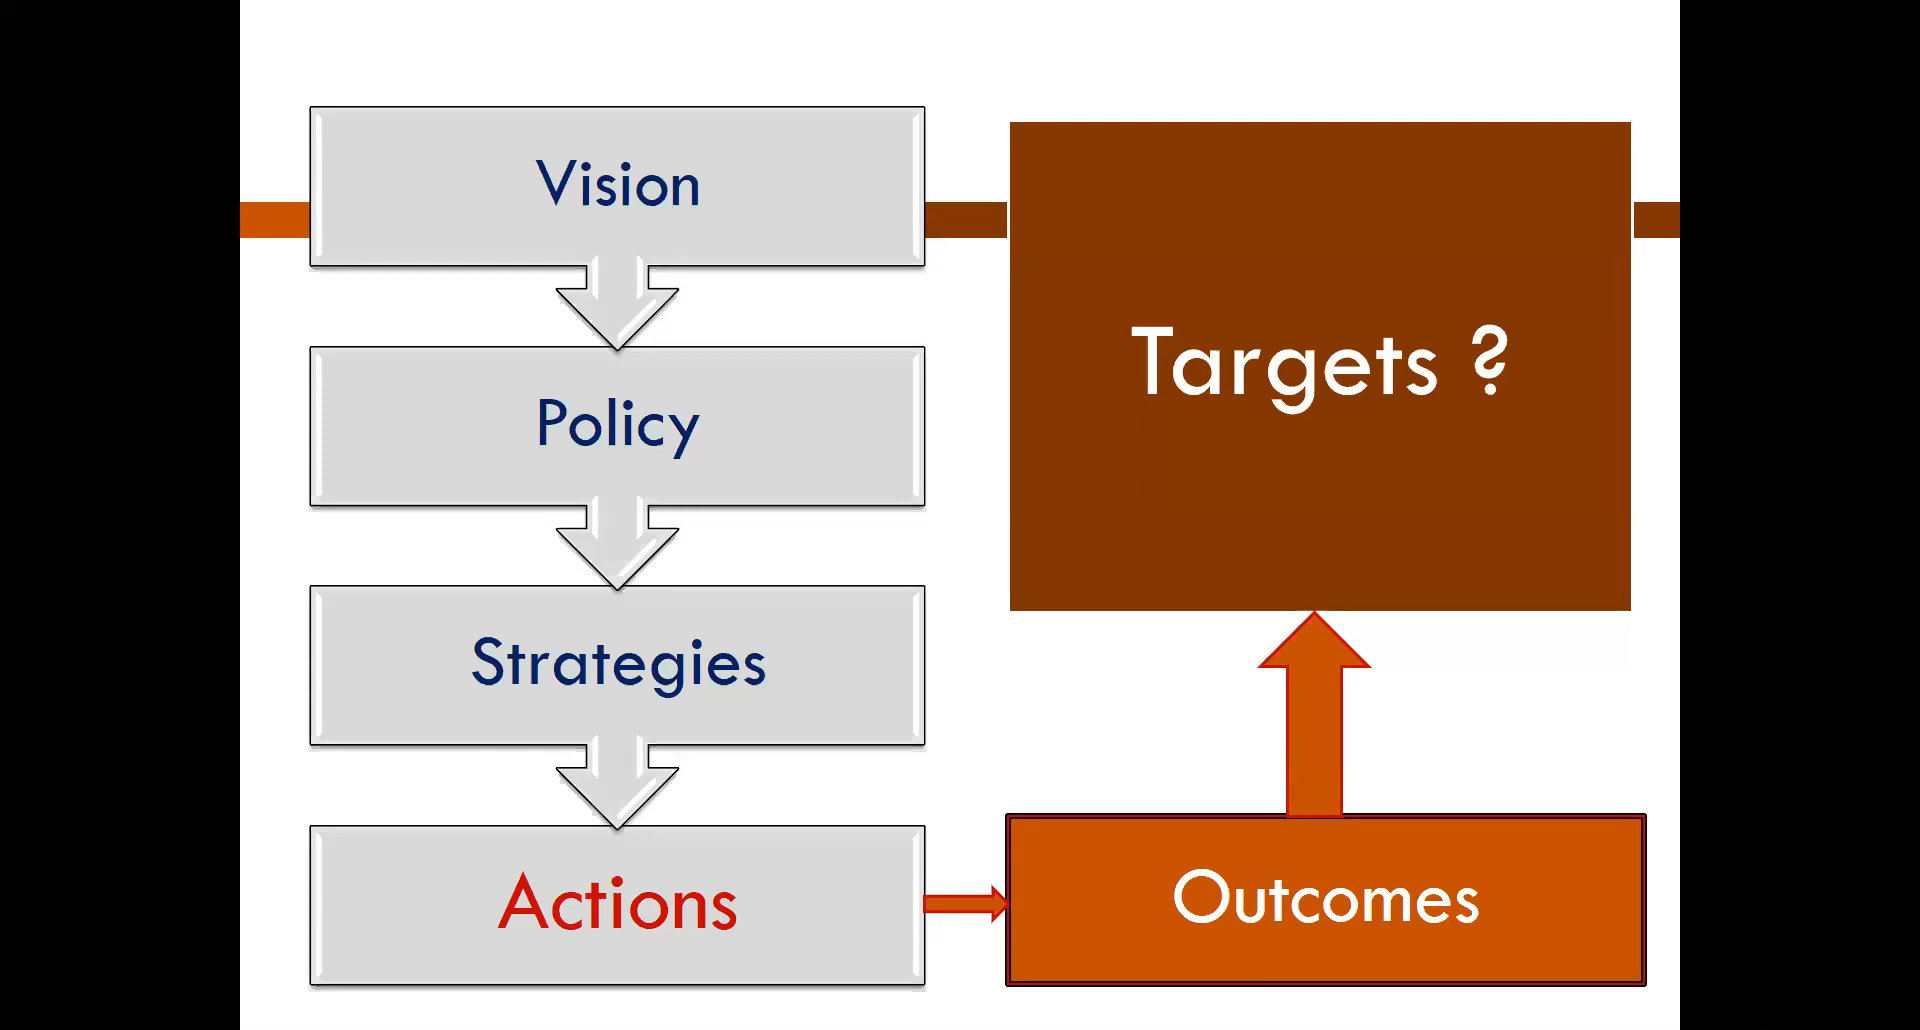 Vision
Policy
Strategies
Actions
Targets ?
Outcomes